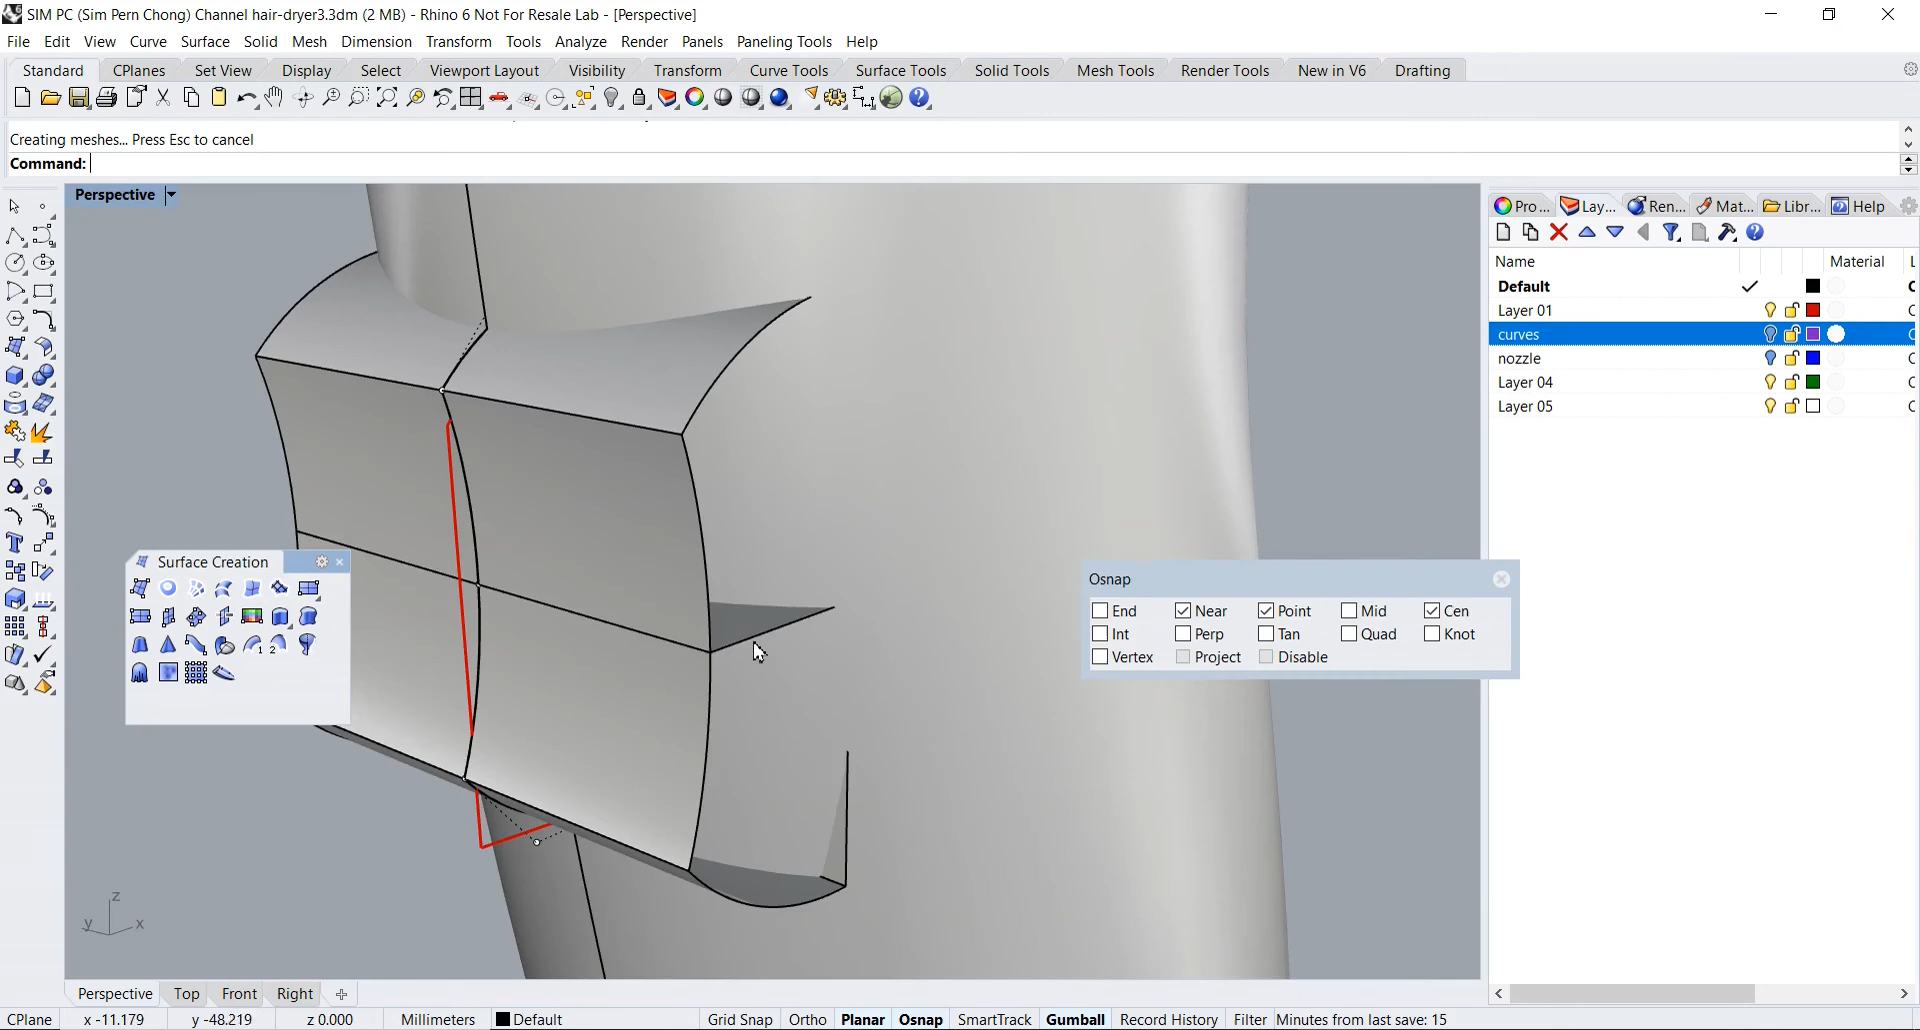 SIM PC (Sim Pern Chong) Channel hair-dryer3.3dm (2 MB) - Rhino 6 Not For Resale Lab - [Perspective]
File Edit View Curve Surface Solid Mesh Dimension Transform Tools Analyze Render Panels Paneling Tools Help
Standard CPlanes Set View Display Select Viewport Layout Visibility Transform Curve Tools Surface Tools Solid Tools Mesh Tools Render Tools New in V6 Drafting
Creating meshes... Press Esc to cancel
Command:
Perspective
Pro... Lay... Ren... Mat... Libr... Help
Name Material L
Default
Layer 01
curves
nozzle
Layer 04
Layer 05
Surface Creation
Osnap
End Near Point Mid Cen
Int Perp Tan Quad Knot
Vertex Project Disable
z
y x
Perspective Top Front Right
CPlane x -11.179 y -48.219 z 0.000 Millimeters Default Grid Snap Ortho Planar Osnap SmartTrack Gumball Record History Filter Minutes from last save: 15